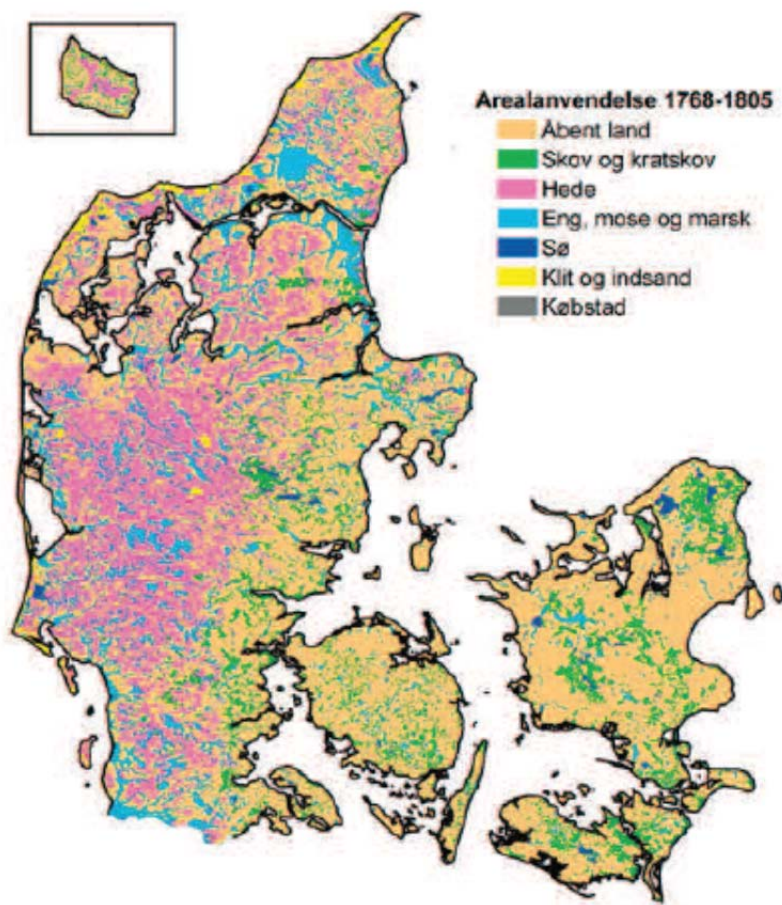 Arealanvendelse 1768-1805
Åbent land
Skov og kratskov
Hede
Eng, mose og marsk
Sø
Klit og indsand
Købstad